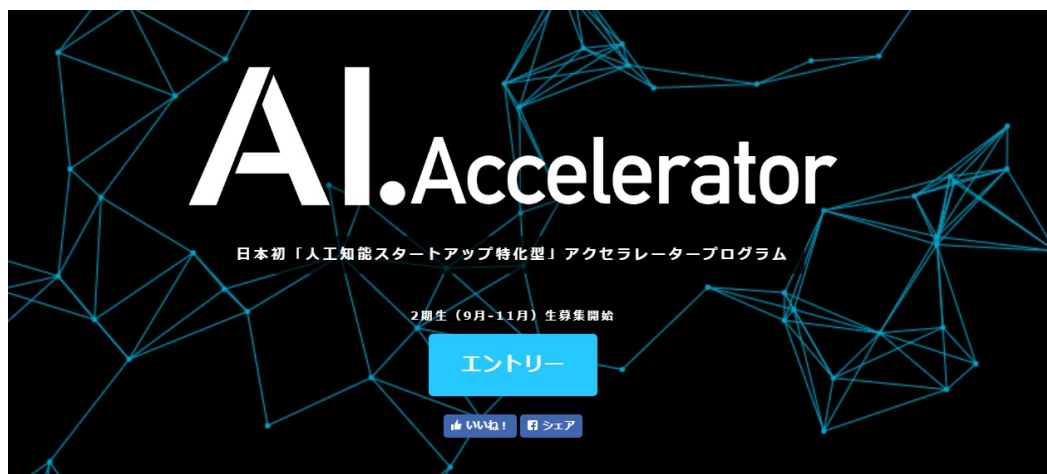 AI.Accelerator
日本初「人工知能スタートアップ特化型」アクセラレータープログラム
2期生（9月-11月）生募集開始
エントリー
いいね！ シェア